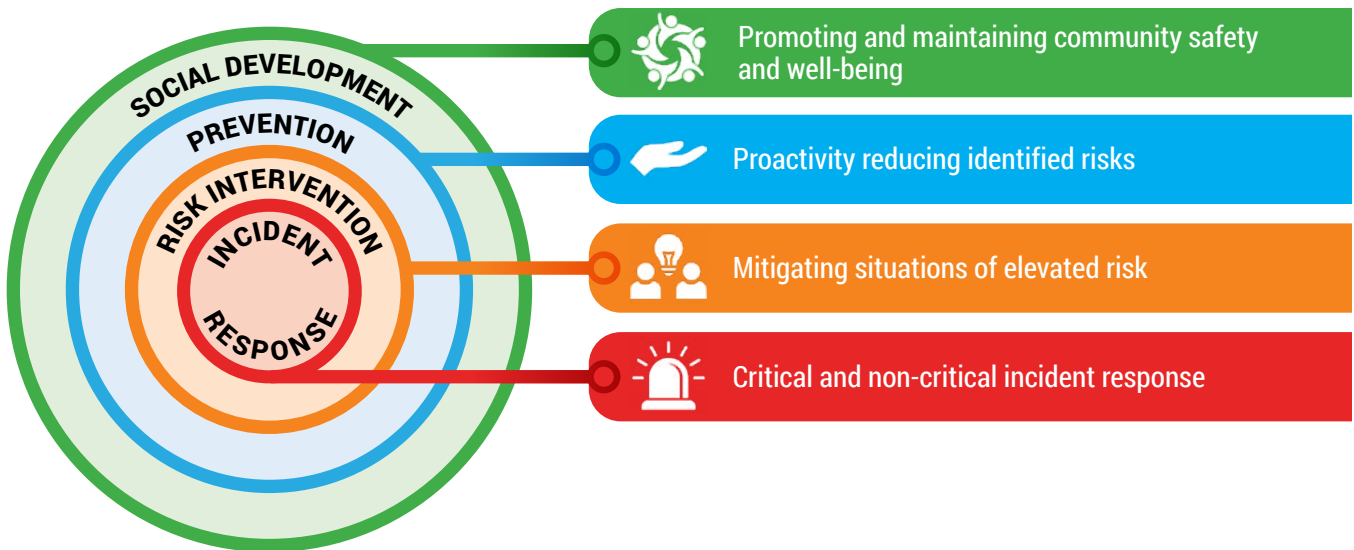 SOCIAL DEVELOPMENT
PREVENTION
RISK INTERVENTION
INCIDENT
RESPONSE
Promoting and maintaining community safety
and well-being
Proactivity reducing identified risks
Mitigating situations of elevated risk
Critical and non-critical incident response